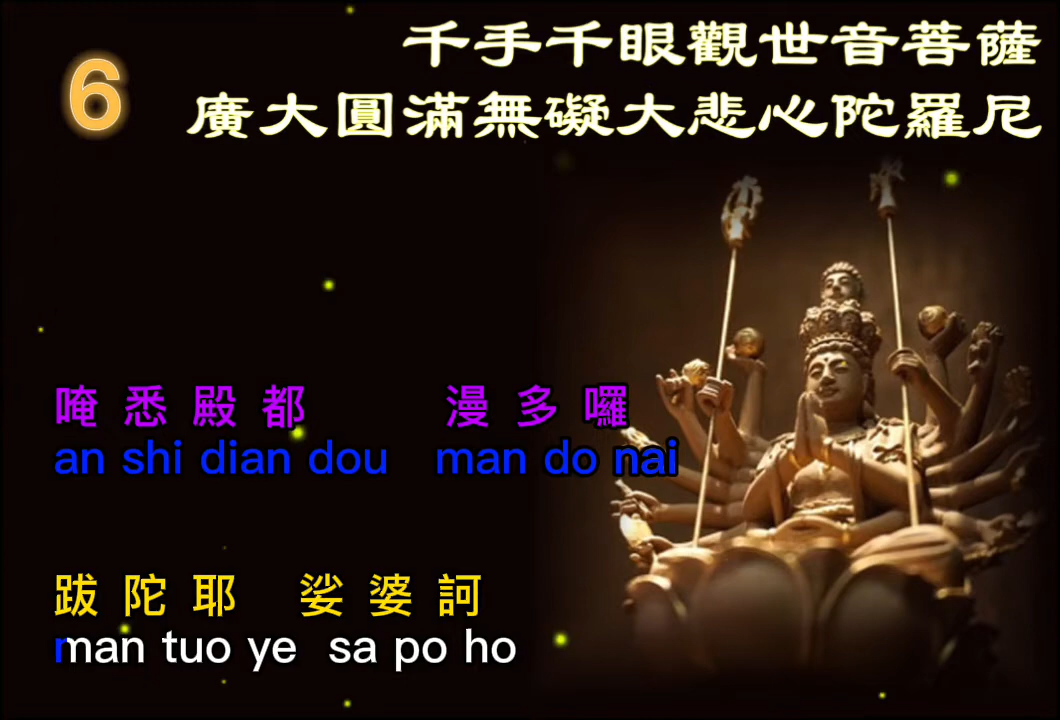 6
千手千眼觀世音菩薩
廣大圓滿無礙大悲心陀羅尼
唵悉殿都 漫多囉
an shi dian dou man do nai
跋陀耶 娑婆訶
man tuo ye sa po ho